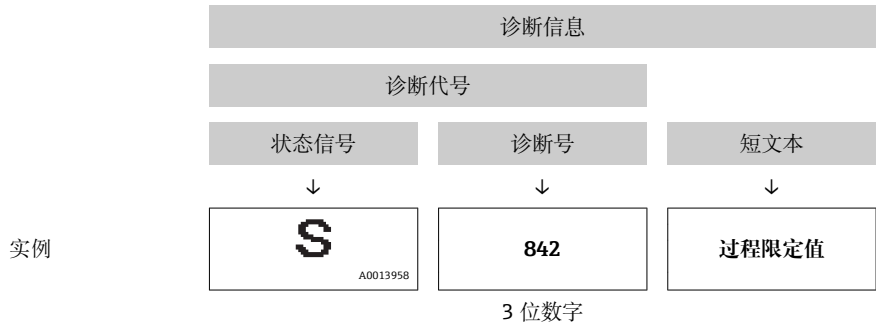 诊断信息
诊断代号
状态信号 诊断号 短文本
↓ ↓ ↓
实例 S 842 过程限定值
A0013958
3 位数字